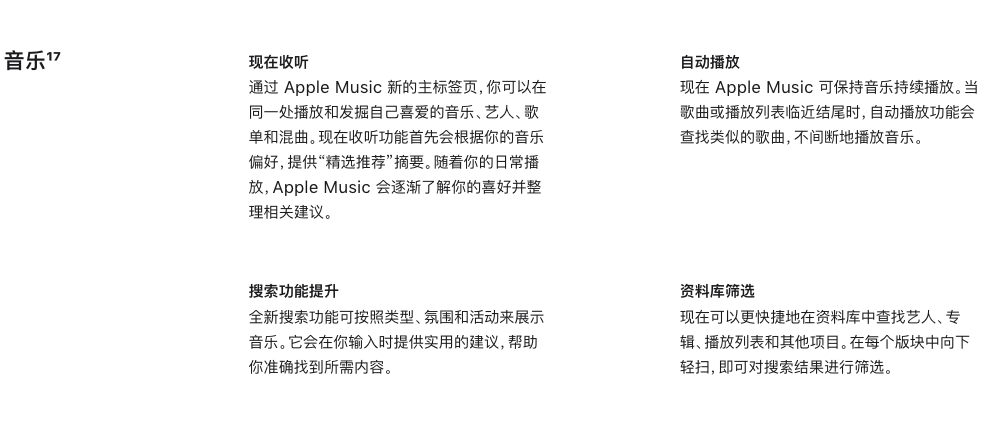 音乐¹⁷
现在收听
通过 Apple Music 新的主标签页，你可以在
同一处播放和发掘自己喜爱的音乐、艺人、歌
单和混曲。现在收听功能首先会根据你的音乐
偏好，提供“精选推荐”摘要。随着你的日常播
放，Apple Music 会逐渐了解你的喜好并整
理相关建议。
自动播放
现在 Apple Music 可保持音乐持续播放。当
歌曲或播放列表临近结尾时，自动播放功能会
查找类似的歌曲，不间断地播放音乐。
搜索功能提升
全新搜索功能可按照类型、氛围和活动来展示
音乐。它会在你输入时提供实用的建议，帮助
你准确找到所需内容。
资料库筛选
现在可以更快捷地在资料库中查找艺人、专
辑、播放列表和其他项目。在每个版块中向下
轻扫，即可对搜索结果进行筛选。